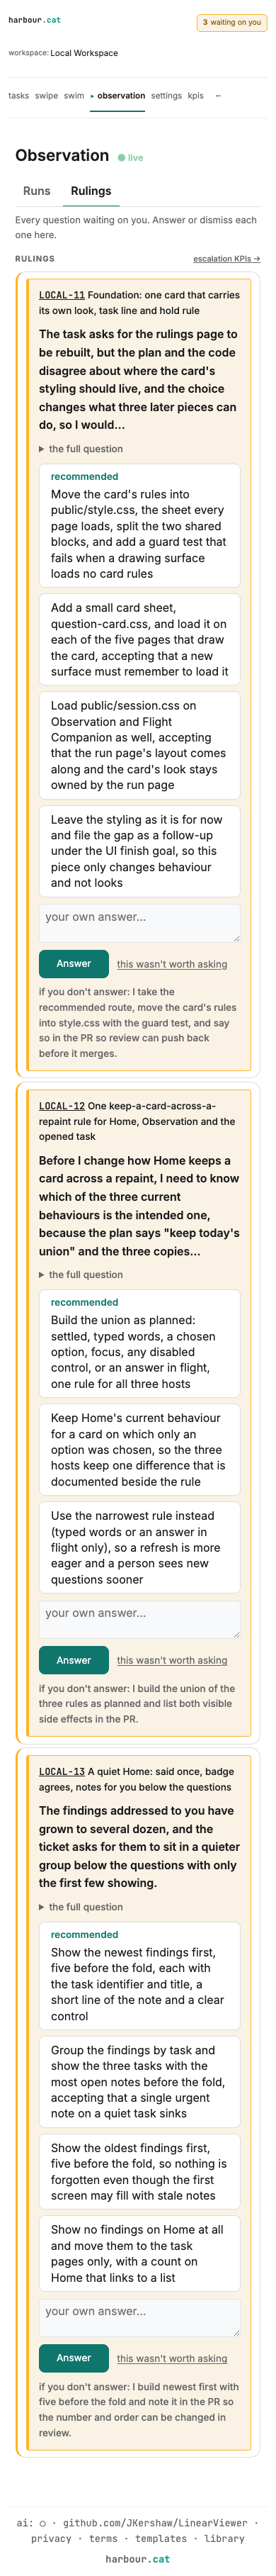 harbour.cat
3 waiting on you
workspace: Local Workspace
tasks swipe swim ▸ observation settings kpis ⋯
Observation ● live
Runs Rulings
Every question waiting on you. Answer or dismiss each
one here.
RULINGS escalation KPIs →
LOCAL-11 Foundation: one card that carries
its own look, task line and hold rule
The task asks for the rulings page to
be rebuilt, but the plan and the code
disagree about where the card's
styling should live, and the choice
changes what three later pieces can
do, so I would...
▸ the full question
recommended
Move the card's rules into
public/style.css, the sheet every
page loads, split the two shared
blocks, and add a guard test that
fails when a drawing surface
loads no card rules
Add a small card sheet,
question-card.css, and load it on
each of the five pages that draw
the card, accepting that a new
surface must remember to load it
Load public/session.css on
Observation and Flight
Companion as well, accepting
that the run page's layout comes
along and the card's look stays
owned by the run page
Leave the styling as it is for now
and file the gap as a follow-up
under the UI finish goal, so this
piece only changes behaviour
and not looks
your own answer...
Answer this wasn't worth asking
if you don't answer: I take the
recommended route, move the card's rules
into style.css with the guard test, and say
so in the PR so review can push back
before it merges.
LOCAL-12 One keep-a-card-across-a-
repaint rule for Home, Observation and the
opened task
Before I change how Home keeps a
card across a repaint, I need to know
which of the three current
behaviours is the intended one,
because the plan says "keep today's
union" and the three copies...
▸ the full question
recommended
Build the union as planned:
settled, typed words, a chosen
option, focus, any disabled
control, or an answer in flight,
one rule for all three hosts
Keep Home's current behaviour
for a card on which only an
option was chosen, so the three
hosts keep one difference that is
documented beside the rule
Use the narrowest rule instead
(typed words or an answer in
flight only), so a refresh is more
eager and a person sees new
questions sooner
your own answer...
Answer this wasn't worth asking
if you don't answer: I build the union of the
three rules as planned and list both visible
side effects in the PR.
LOCAL-13 A quiet Home: said once, badge
agrees, notes for you below the questions
The findings addressed to you have
grown to several dozen, and the
ticket asks for them to sit in a quieter
group below the questions with only
the first few showing.
▸ the full question
recommended
Show the newest findings first,
five before the fold, each with
the task identifier and title, a
short line of the note and a clear
control
Group the findings by task and
show the three tasks with the
most open notes before the fold,
accepting that a single urgent
note on a quiet task sinks
Show the oldest findings first,
five before the fold, so nothing is
forgotten even though the first
screen may fill with stale notes
Show no findings on Home at all
and move them to the task
pages only, with a count on
Home that links to a list
your own answer...
Answer this wasn't worth asking
if you don't answer: I build newest first with
five before the fold and note it in the PR so
the number and order can be changed in
review.
ai: ○ · github.com/JKershaw/LinearViewer ·
privacy · terms · templates · library
harbour.cat